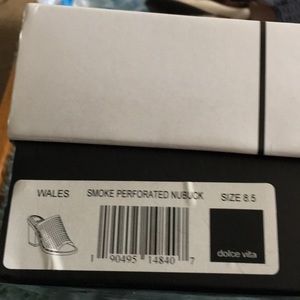 WALES SMOKE PERFORATED NUBUCK SIZE 8.5
dolce vita
1 90495 14840 7